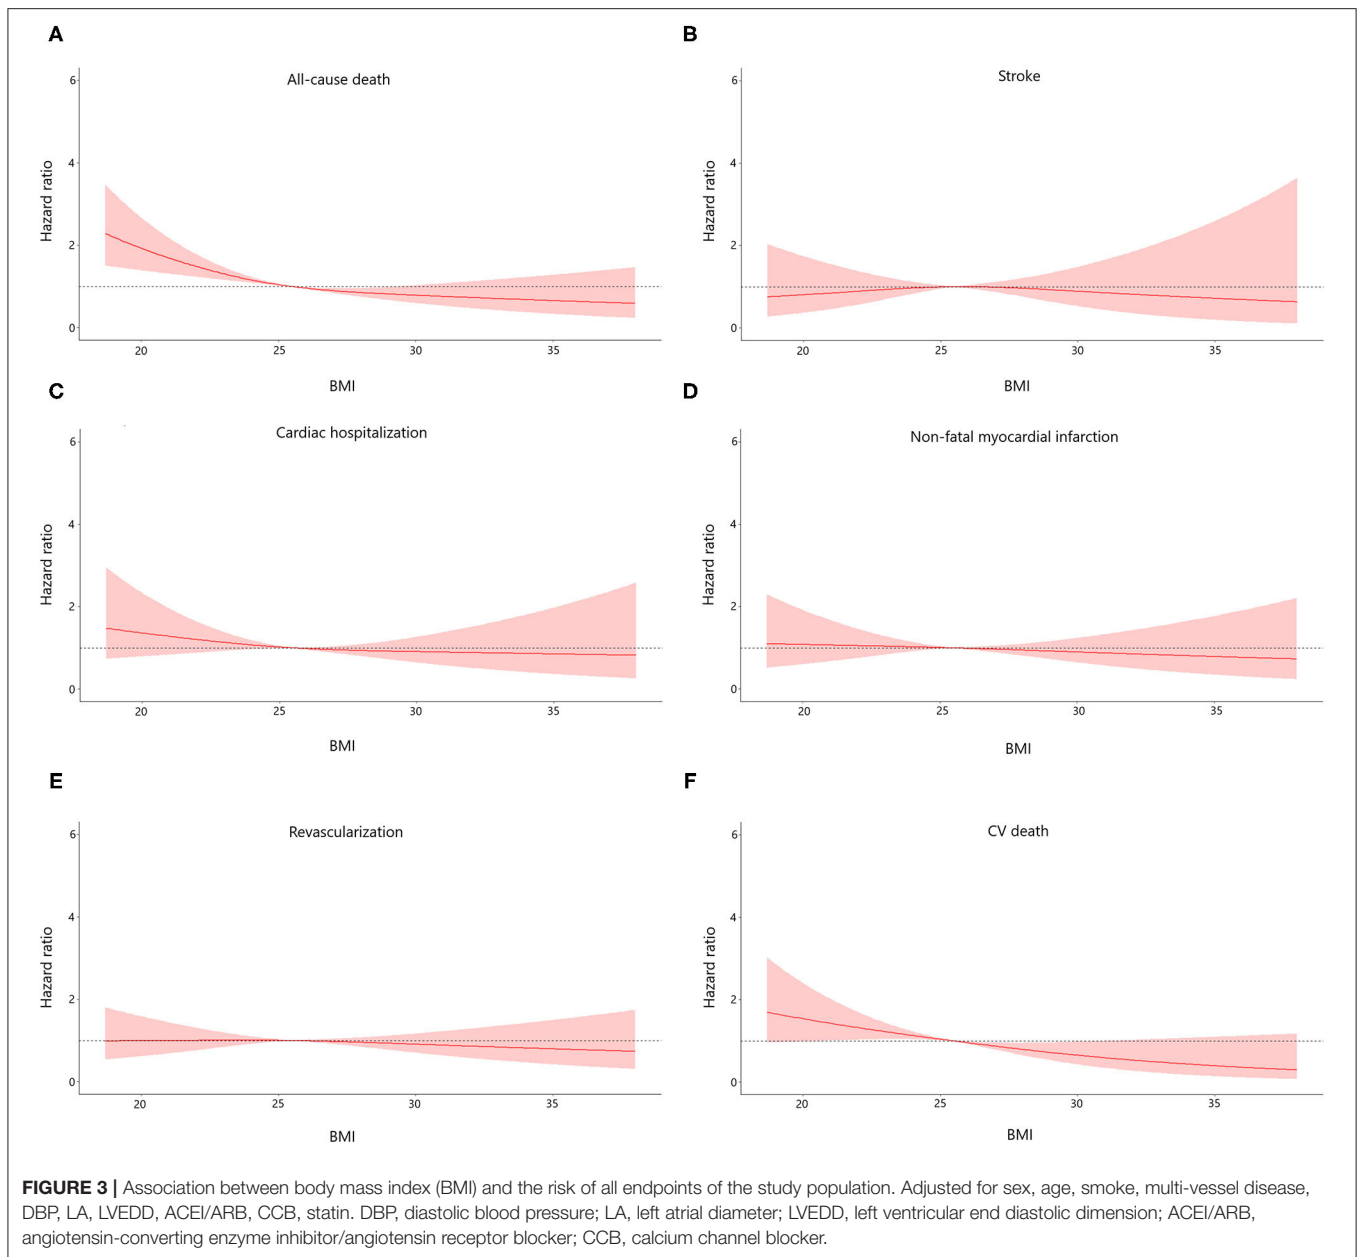 A
All-cause death
6
4
2
0
Hazard ratio
20 25 30 35
BMI
B
Stroke
6
4
2
0
Hazard ratio
20 25 30 35
BMI
C
Cardiac hospitalization
6
4
2
0
Hazard ratio
20 25 30 35
BMI
D
Non-fatal myocardial infarction
6
4
2
0
Hazard ratio
20 25 30 35
BMI
E
Revascularization
6
4
2
0
Hazard ratio
20 25 30 35
BMI
F
CV death
6
4
2
0
Hazard ratio
20 25 30 35
BMI
FIGURE 3 | Association between body mass index (BMI) and the risk of all endpoints of the study population. Adjusted for sex, age, smoke, multi-vessel disease,
DBP, LA, LVEDD, ACEI/ARB, CCB, statin. DBP, diastolic blood pressure; LA, left atrial diameter; LVEDD, left ventricular end diastolic dimension; ACEI/ARB,
angiotensin-converting enzyme inhibitor/angiotensin receptor blocker; CCB, calcium channel blocker.